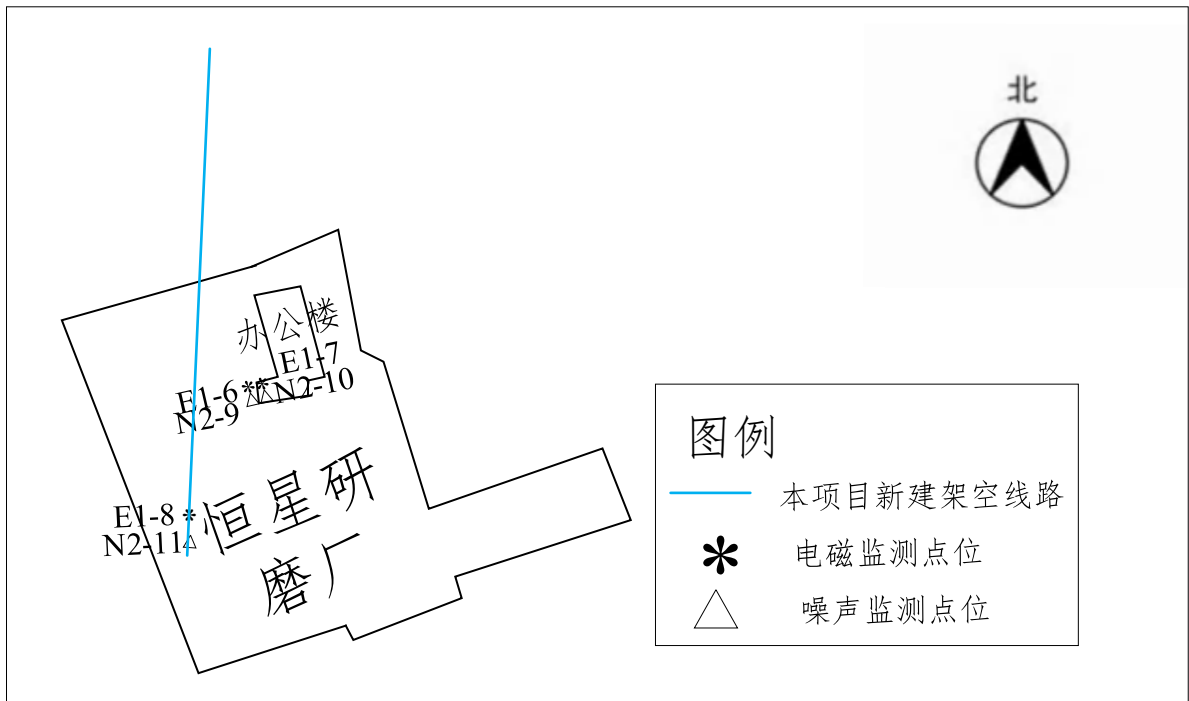 北
办公楼
E1-7
E1-6
N2-10
N2-9
恒星研
磨厂
E1-8
N2-11
图例
本项目新建架空线路
电磁监测点位
噪声监测点位